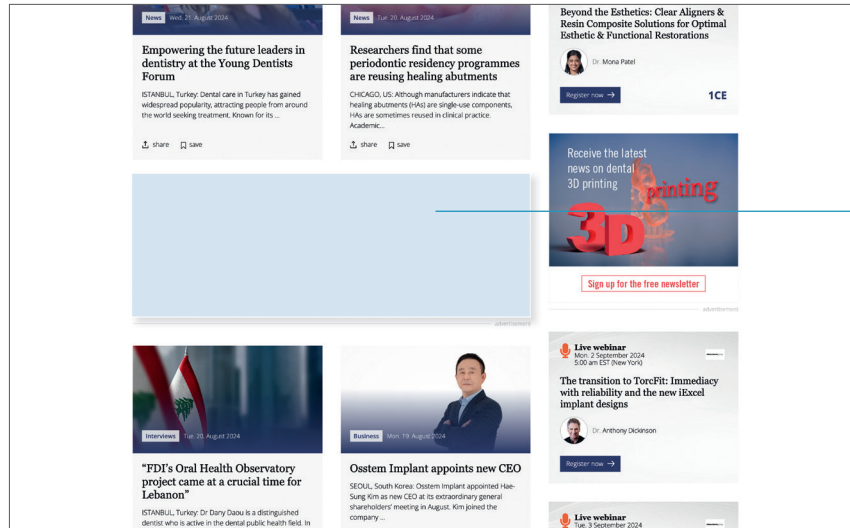 News Wed. 21. August 2024
Empowering the future leaders in
dentistry at the Young Dentists
Forum
ISTANBUL, Turkey: Dental care in Turkey has gained
widespread popularity, attracting people from around
the world seeking treatment. Known for its ...
share save
News Tue. 20. August 2024
Researchers find that some
periodontic residency programmes
are reusing healing abutments
CHICAGO, US: Although manufacturers indicate that
healing abutments (HAs) are single-use components,
HAs are sometimes reused in clinical practice.
Academic...
share save
advertisement
Interviews Tue. 20. August 2024
“FDI’s Oral Health Observatory
project came at a crucial time for
Lebanon”
ISTANBUL, Turkey: Dr Dany Daou is a distinguished
dentist who is active in the dental public health field. In
Business Mon. 19. August 2024
Osstem Implant appoints new CEO
SEOUL, South Korea: Osstem Implant appointed Hae-
Sung Kim as new CEO at its extraordinary general
shareholders’ meeting in August. Kim joined the
company ...
Beyond the Esthetics: Clear Aligners &
Resin Composite Solutions for Optimal
Esthetic & Functional Restorations
Dr. Mona Patel
Register now → 1CE
Receive the latest
news on dental
3D printing
printing
3D
Sign up for the free newsletter
advertisement
Live webinar
Mon. 2 September 2024
5:00 am EST (New York)
The transition to TorcFit: Immediacy
with reliability and the new iExcel
implant designs
Dr. Anthony Dickinson
Register now →
Live webinar
Tue. 3 September 2024